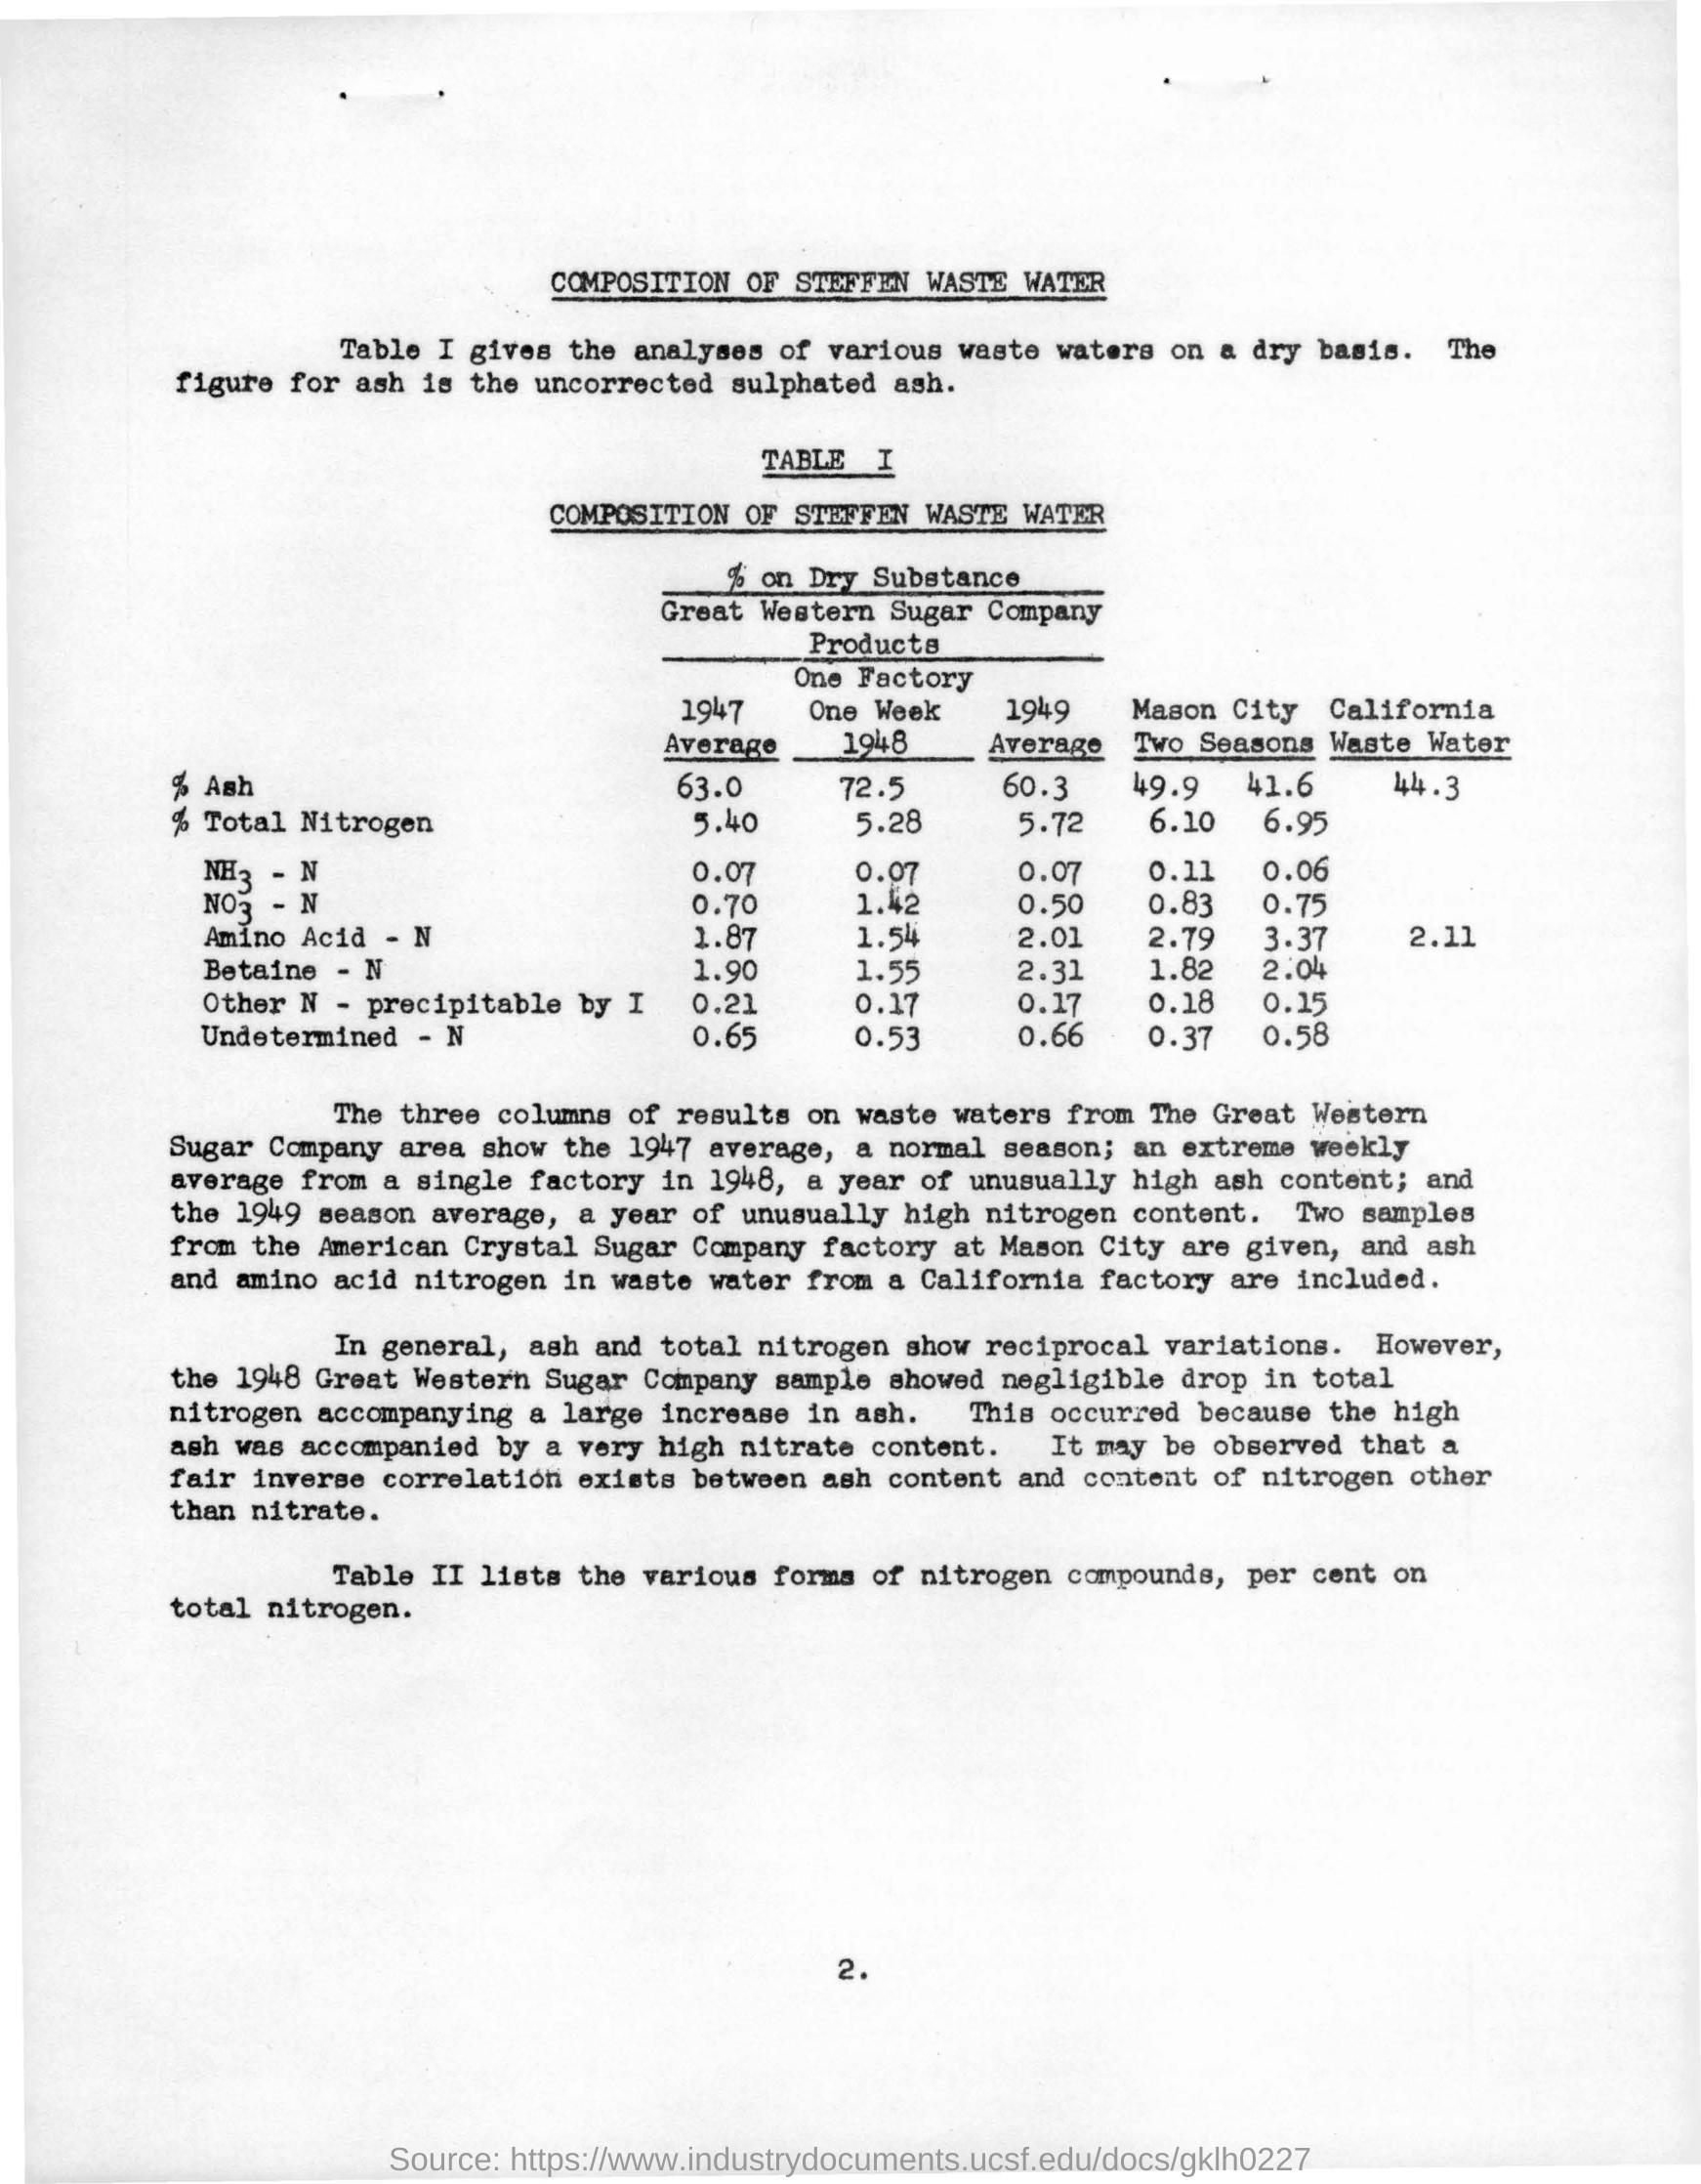 COMPOSITION OF STEFFEN WASTE WATER
Table I gives the analyses of various waste waters on a dry basis. The
figure for ash is the uncorrected sulphated ash.
TABLE I
COMPOSITION OF STEFFEN WASTE WATER
% on Dry Substance
Great Western Sugar Company
Products
One Factory
1947 One Week 1949 Mason City California
Average 1948 Average Two Seasons Waste Water
% Ash 63.0 72.5 60.3 49.9 41.6 44.3
% Total Nitrogen 5.40 5.28 5.72 6.10 6.95
NH3 - N 0.07 0.07 0.07 0.11 0.06
NO3 - N 0.70 1.42 0.50 0.83 0.75
Amino Acid - N 1.87 1.54 2.01 2.79 3.37 2.11
Betaine - N 1.90 1.55 2.31 1.82 2.04
Other N - precipitable by I 0.21 0.17 0.17 0.18 0.15
Undetermined - N 0.65 0.53 0.66 0.37 0.58
The three columns of results on waste waters from The Great Western
Sugar Company area show the 1947 average, a normal season; an extreme weekly
average from a single factory in 1948, a year of unusually high ash content; and
the 1949 season average, a year of unusually high nitrogen content. Two samples
from the American Crystal Sugar Company factory at Mason City are given, and ash
and amino acid nitrogen in waste water from a California factory are included.
In general, ash and total nitrogen show reciprocal variations. However,
the 1948 Great Western Sugar Company sample showed negligible drop in total
nitrogen accompanying a large increase in ash. This occurred because the high
ash was accompanied by a very high nitrate content. It may be observed that a
fair inverse correlation exists between ash content and content of nitrogen other
than nitrate.
Table II lists the various forms of nitrogen compounds, per cent on
total nitrogen.
2.
Source: https://www.industrydocuments.ucsf.edu/docs/gklh0227